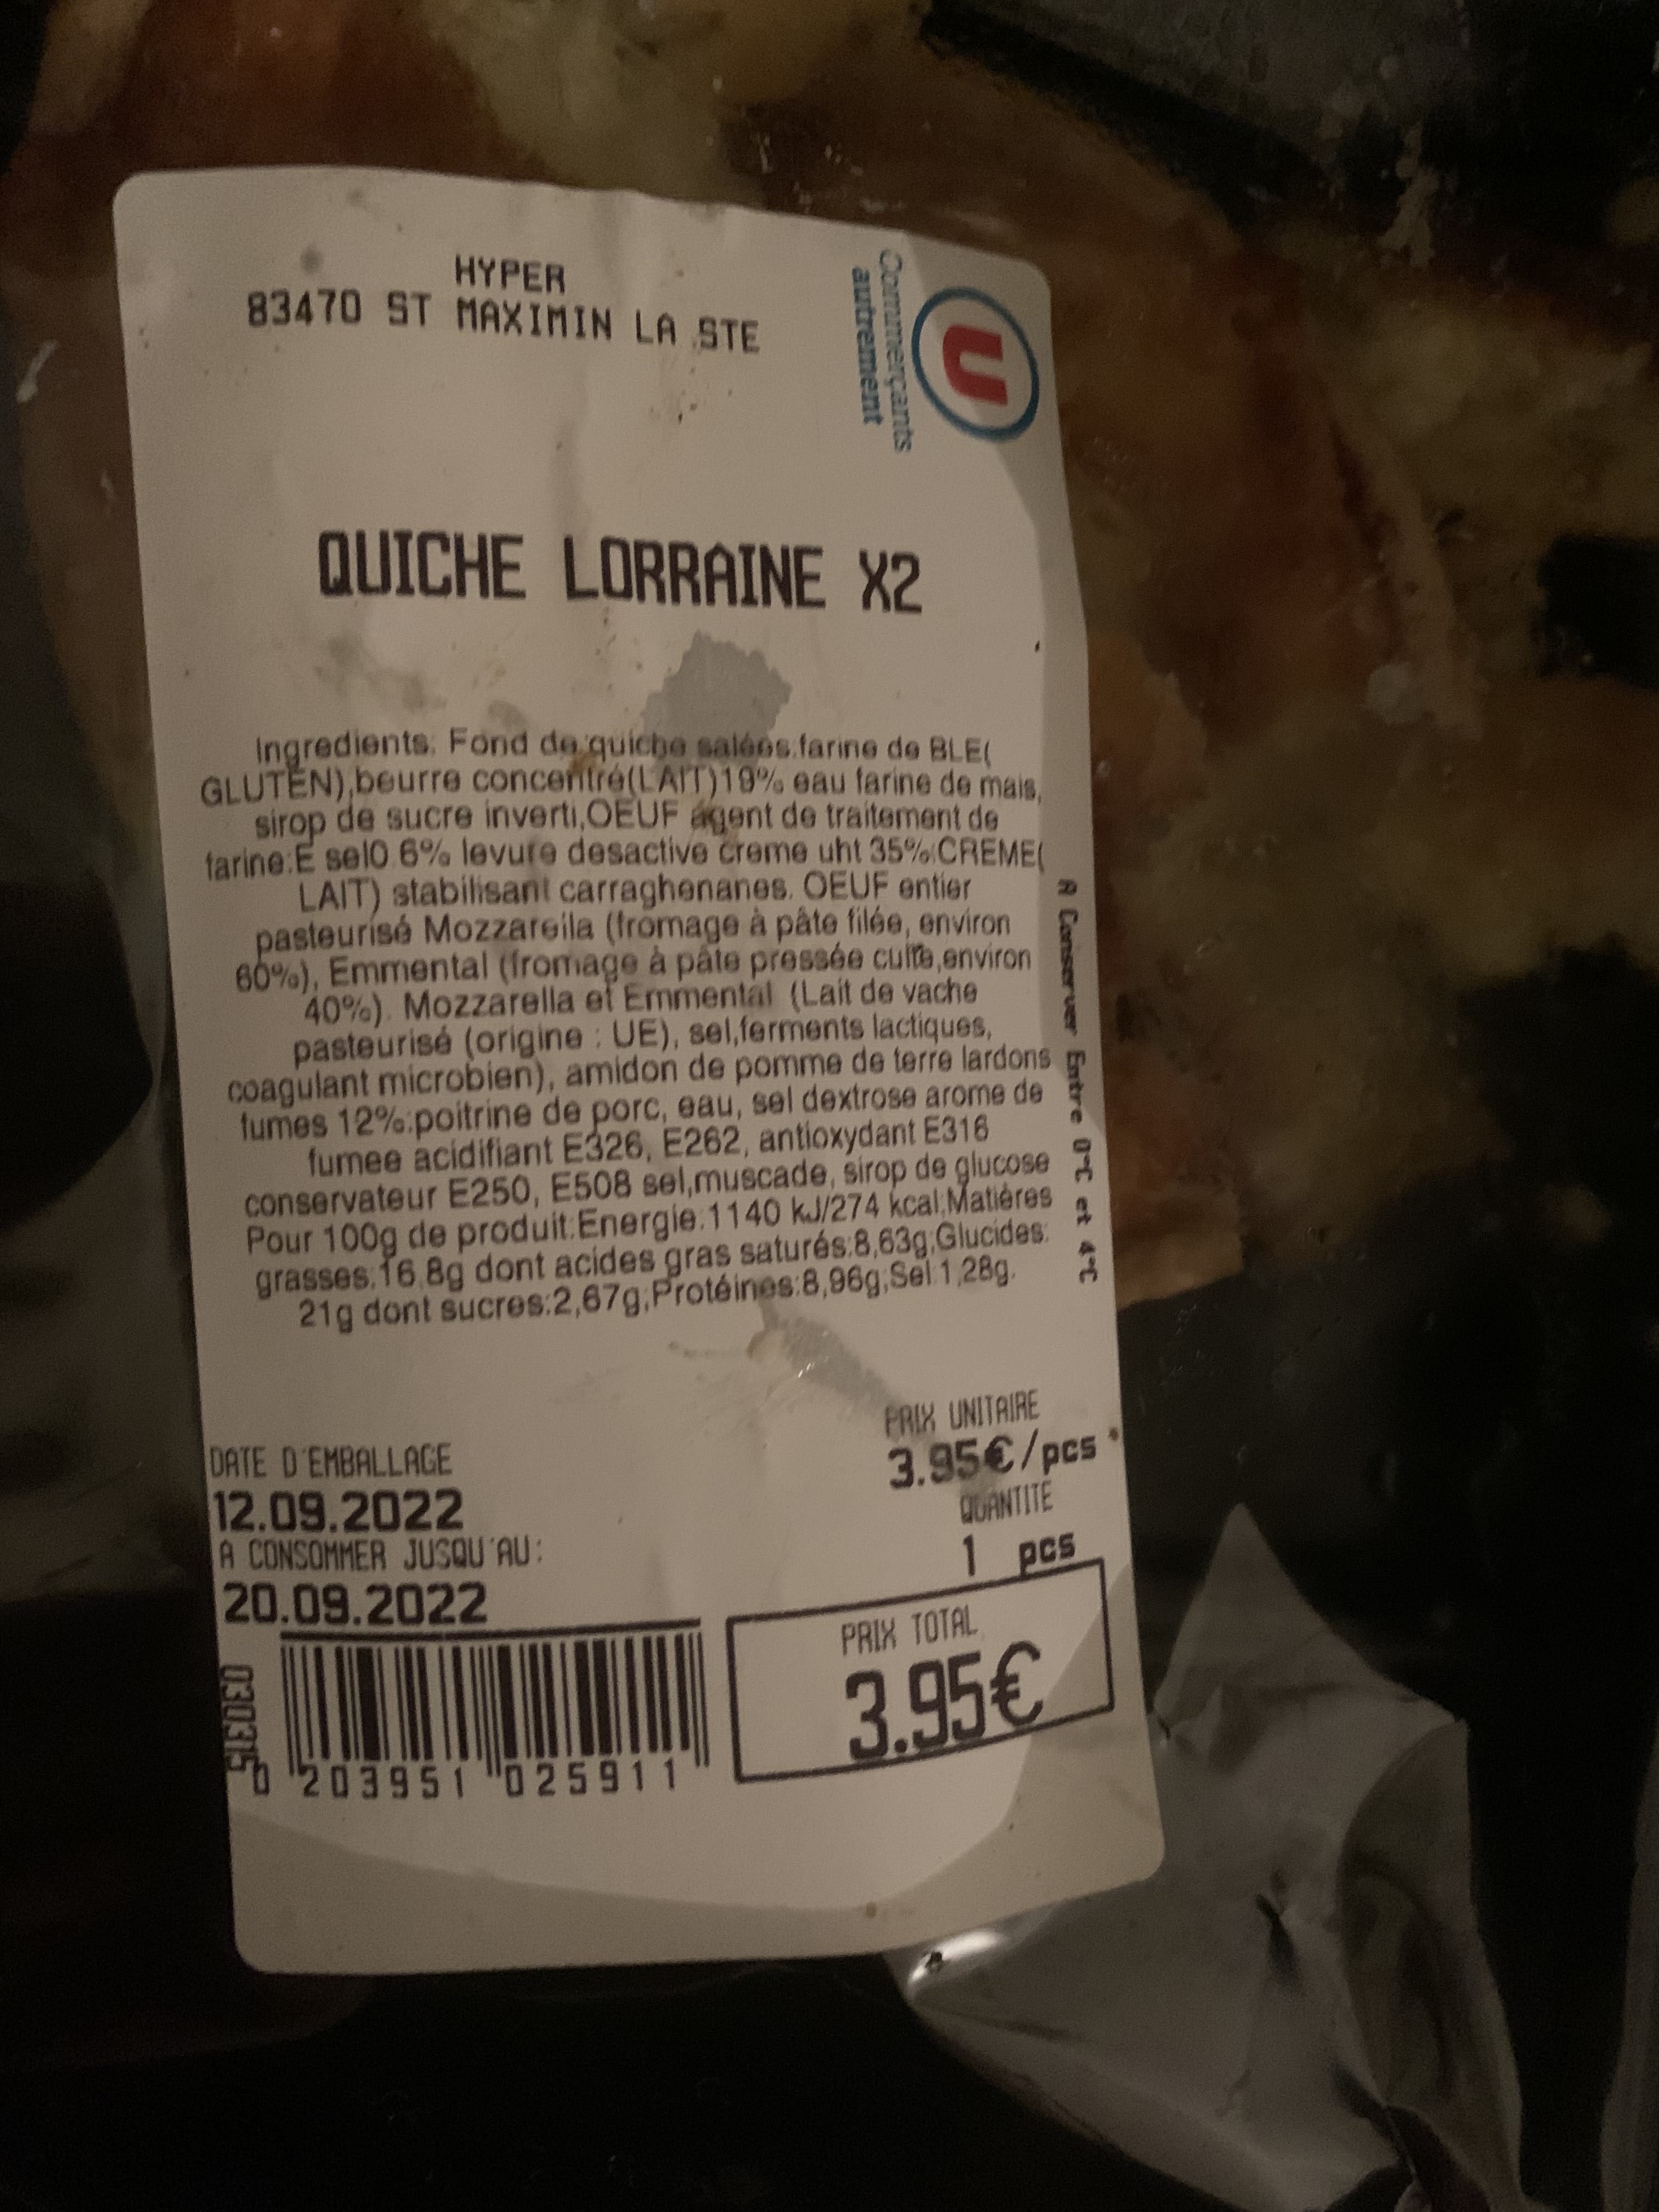 HYPER
83470 ST MAXIMIN LA STE
Commerçants
autrement
U
QUICHE LORRAINE X2
Ingredients: Fond de quiche salées:farine de BLE(
GLUTEN),beurre concentré(LAIT)19% eau farine de mais,
sirop de sucre inverti,OEUF agent de traitement de
farine:E sel0.6% levure desactive creme uht 35%:CREME(
LAIT) stabilisant carraghenanes. OEUF entier
pasteurisé Mozzarella (fromage à pâte filée, environ
60%), Emmental (fromage à pâte pressée cuite,environ
40%). Mozzarella et Emmental (Lait de vache
pasteurisé (origine : UE), sel,ferments lactiques,
coagulant microbien), amidon de pomme de terre lardons
fumes 12%:poitrine de porc, eau, sel dextrose arome de
fumee acidifiant E326, E262, antioxydant E316
conservateur E250, E508 sel,muscade, sirop de glucose
Pour 100g de produit:Energie:1140 kJ/274 kcal;Matières
grasses:16,8g dont acides gras saturés:8,63g;Glucides:
21g dont sucres:2,67g;Protéines:8,96g;Sel:1,28g.
A Conserver Entre 0°C et 4°C
PRIX UNITAIRE
3.95€/pcs
QUANTITE
1 pcs
DATE D'EMBALLAGE
12.09.2022
A CONSOMMER JUSQU'AU:
20.09.2022
PRIX TOTAL
3.95€
030315
0 203951 025911